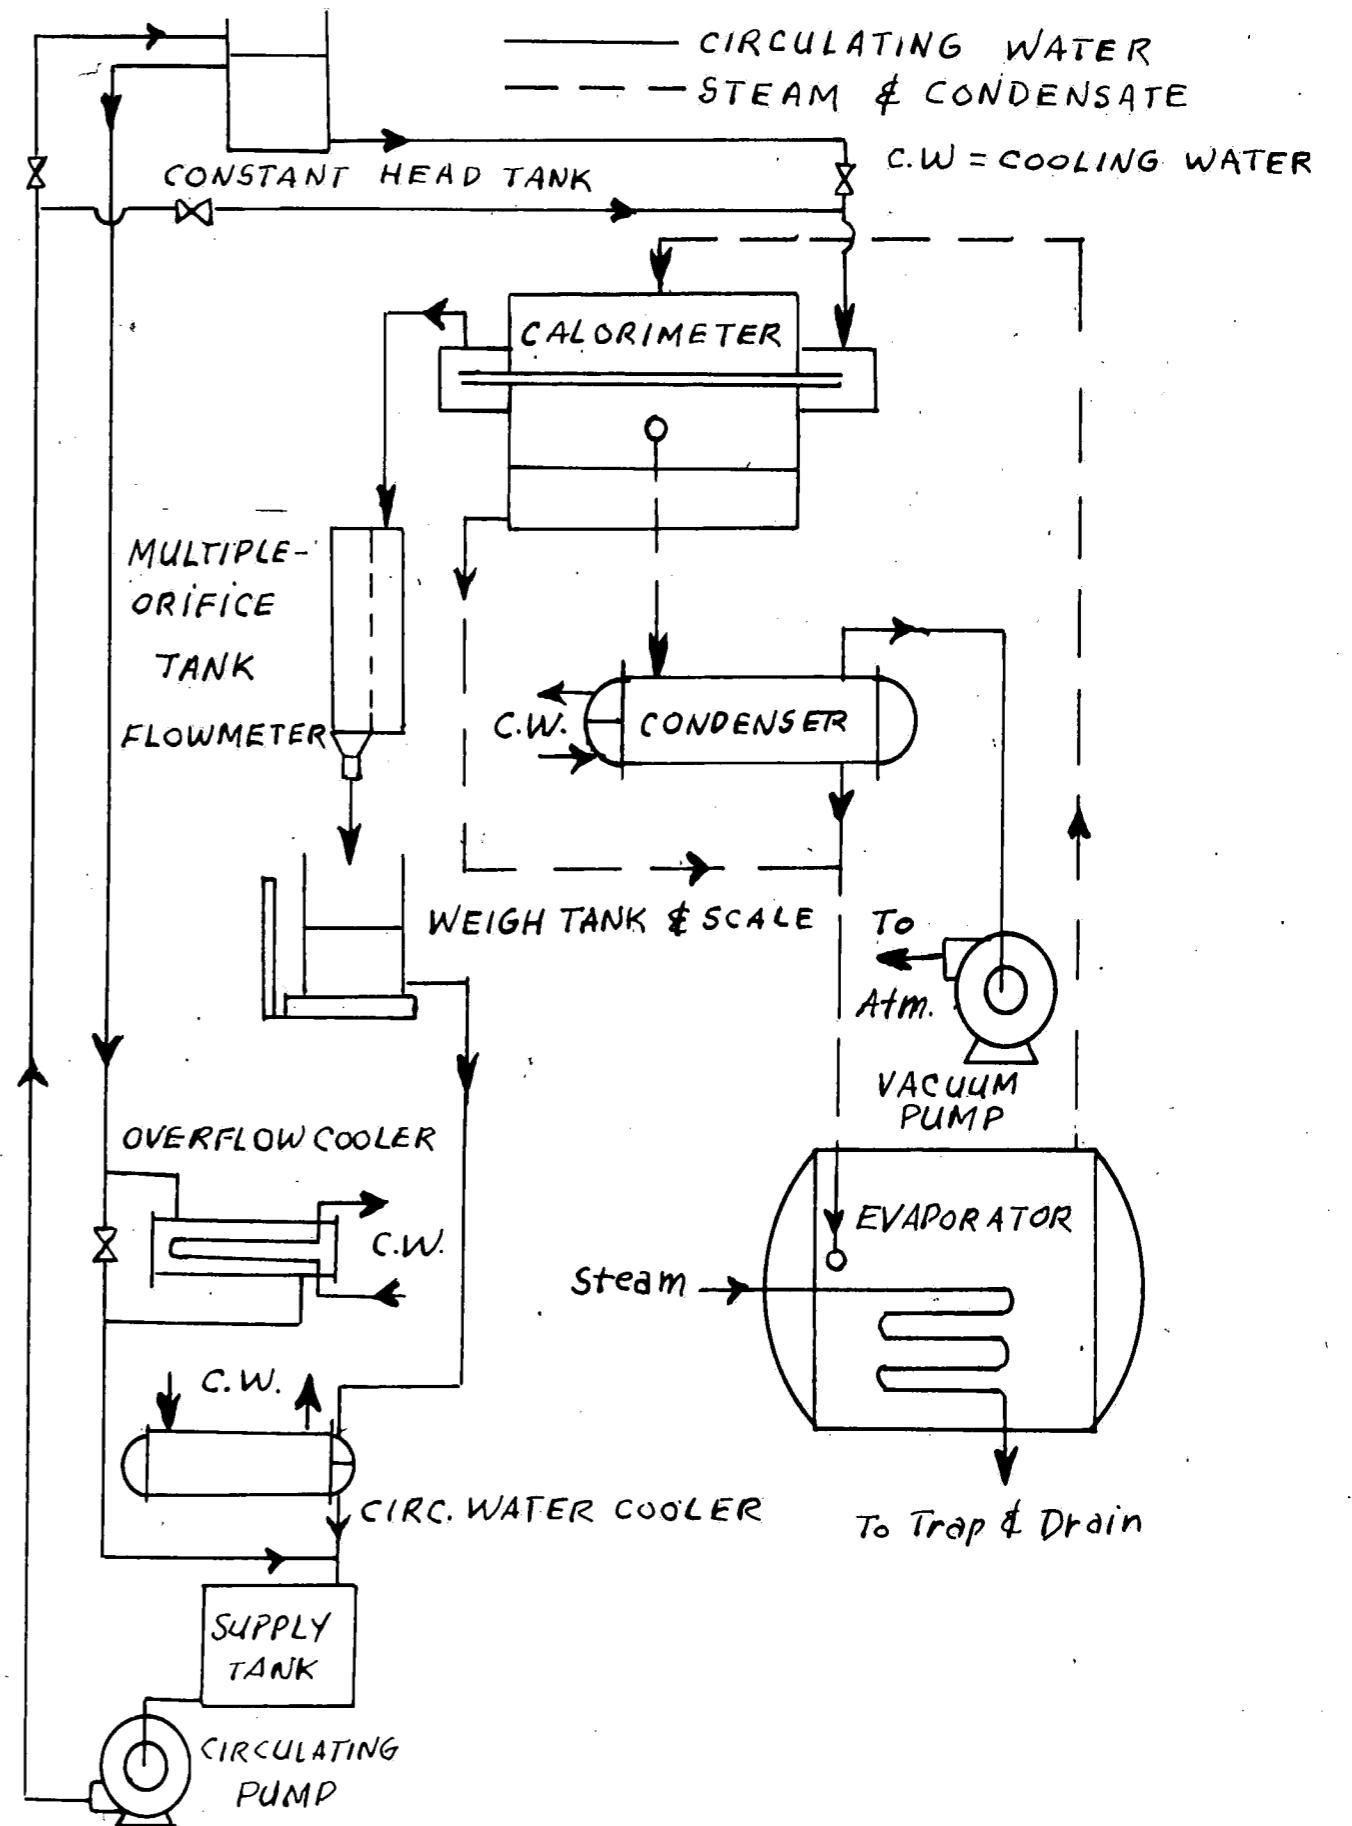 CIRCULATING WATER
STEAM & CONDENSATE
C.W = COOLING WATER
CONSTANT HEAD TANK
CALORIMETER
MULTIPLE-
ORIFICE
TANK
FLOWMETER
C.W.
CONDENSER
WEIGH TANK & SCALE
To
Atm.
VACUUM
PUMP
OVERFLOW COOLER
C.W.
EVAPORATOR
Steam
C.W.
CIRC. WATER COOLER
To Trap & Drain
SUPPLY
TANK
CIRCULATING
PUMP